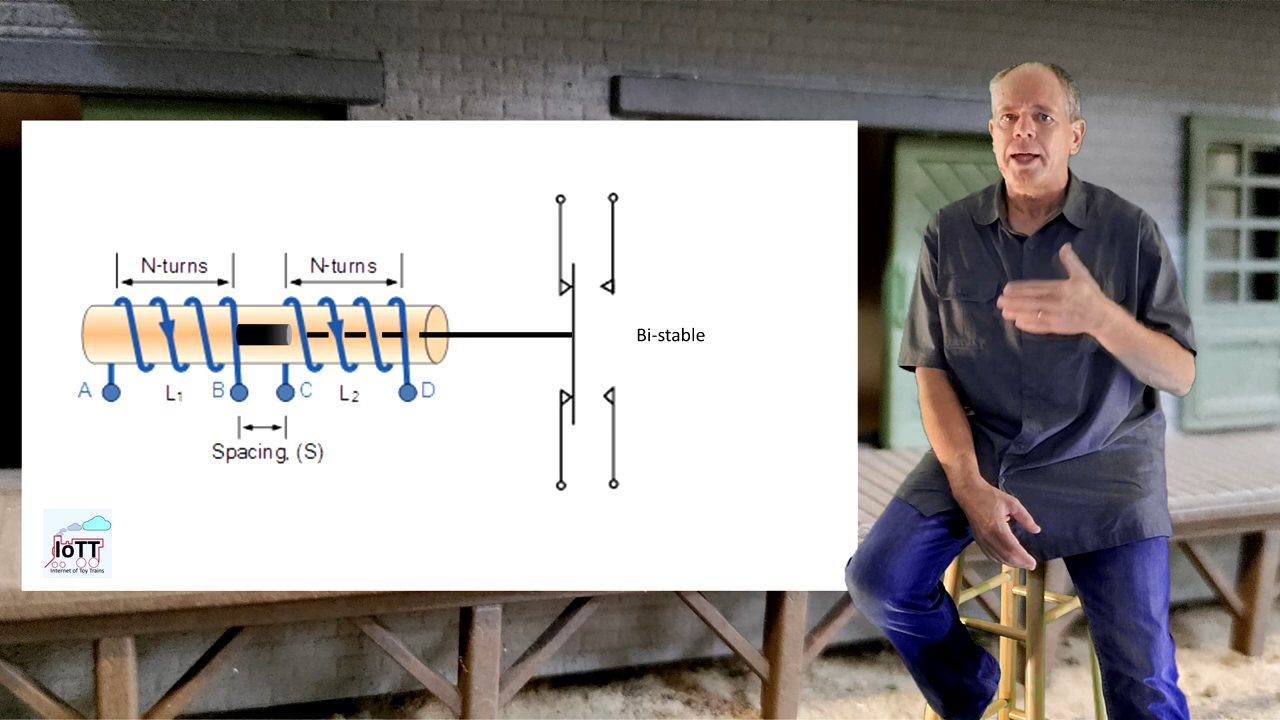 N-turns
N-turns
Bi-stable
A
L1
B
C
L2
D
Spacing, (S)
IoTT
Internet of Toy Trains